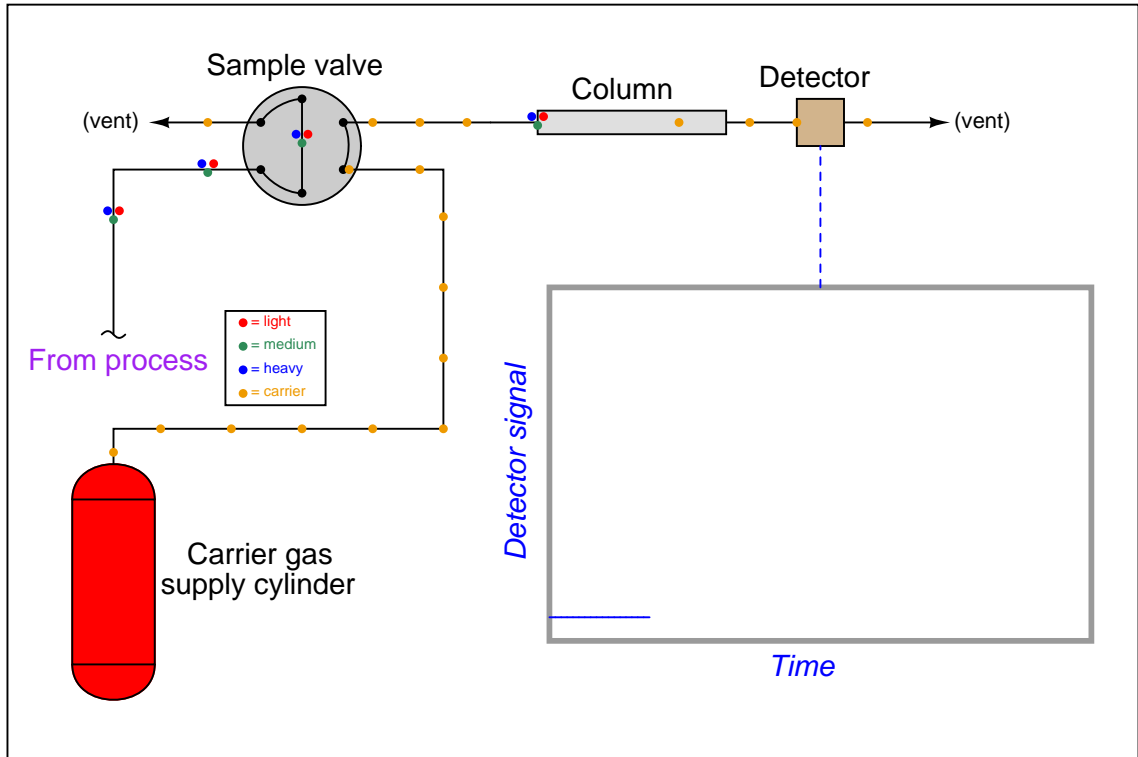 Sample valve
Column
Detector
(vent)
(vent)
From process
= light
= medium
= heavy
= carrier
Detector signal
Carrier gas
supply cylinder
Time